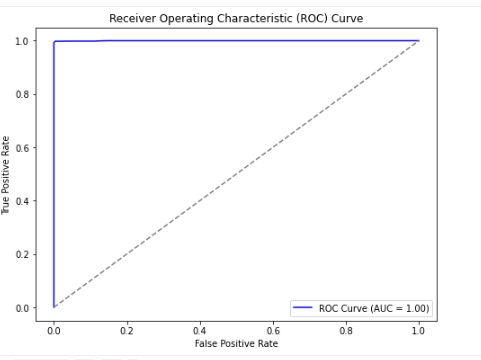 Receiver Operating Characteristic (ROC) Curve
1.0
0.8
0.6
0.4
0.2
0.0
True Positive Rate
ROC Curve (AUC = 1.00)
0.0 0.2 0.4 0.6 0.8 1.0
False Positive Rate